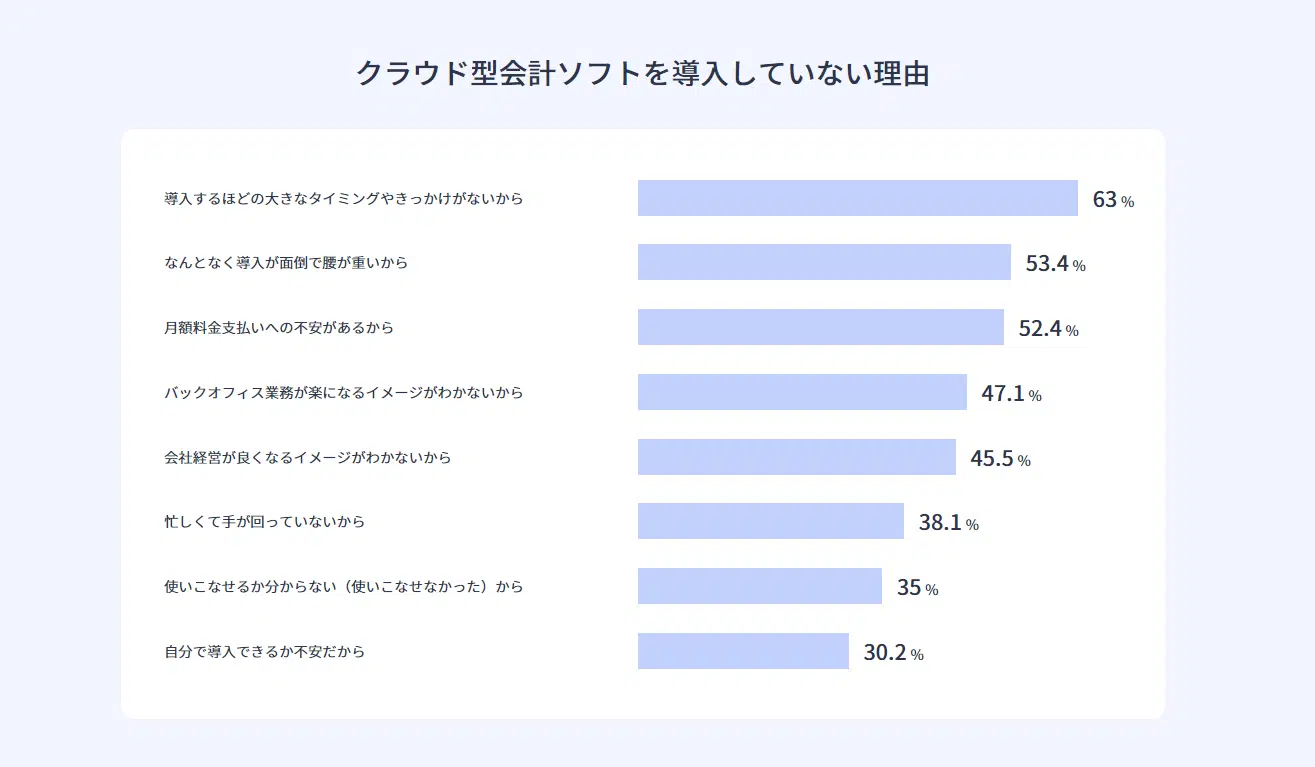 クラウド型会計ソフトを導入していない理由
導入するほどの大きなタイミングやきっかけがないから 63 %
なんとなく導入が面倒で腰が重いから 53.4 %
月額料金支払いへの不安があるから 52.4 %
バックオフィス業務が楽になるイメージがわかないから 47.1 %
会社経営が良くなるイメージがわかないから 45.5 %
忙しくて手が回っていないから 38.1 %
使いこなせるか分からない（使いこなせなかった）から 35 %
自分で導入できるか不安だから 30.2 %